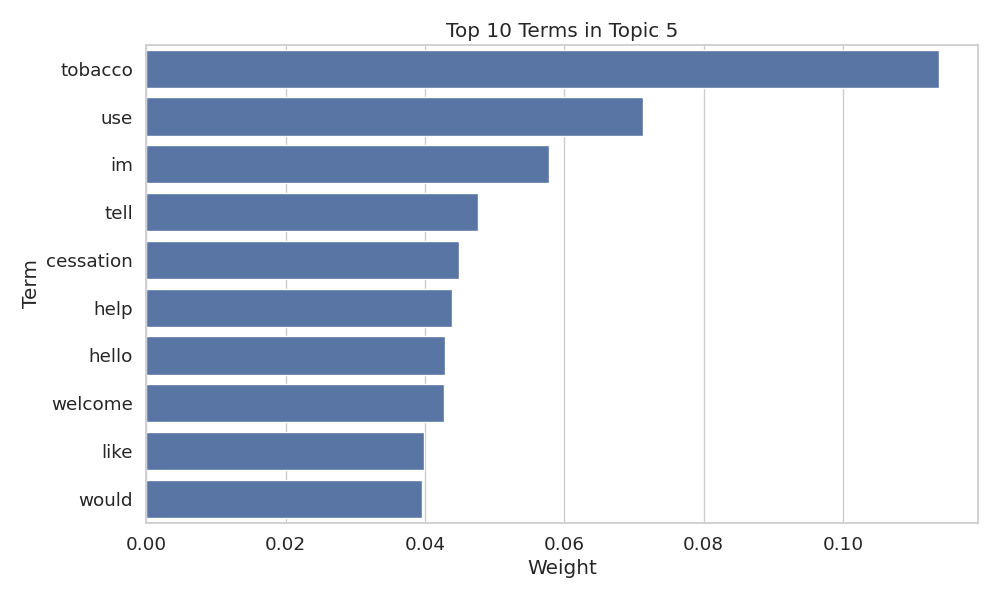 Top 10 Terms in Topic 5
tobacco
use
im
tell
cessation
help
hello
welcome
like
would
Term
0.00 0.02 0.04 0.06 0.08 0.10
Weight